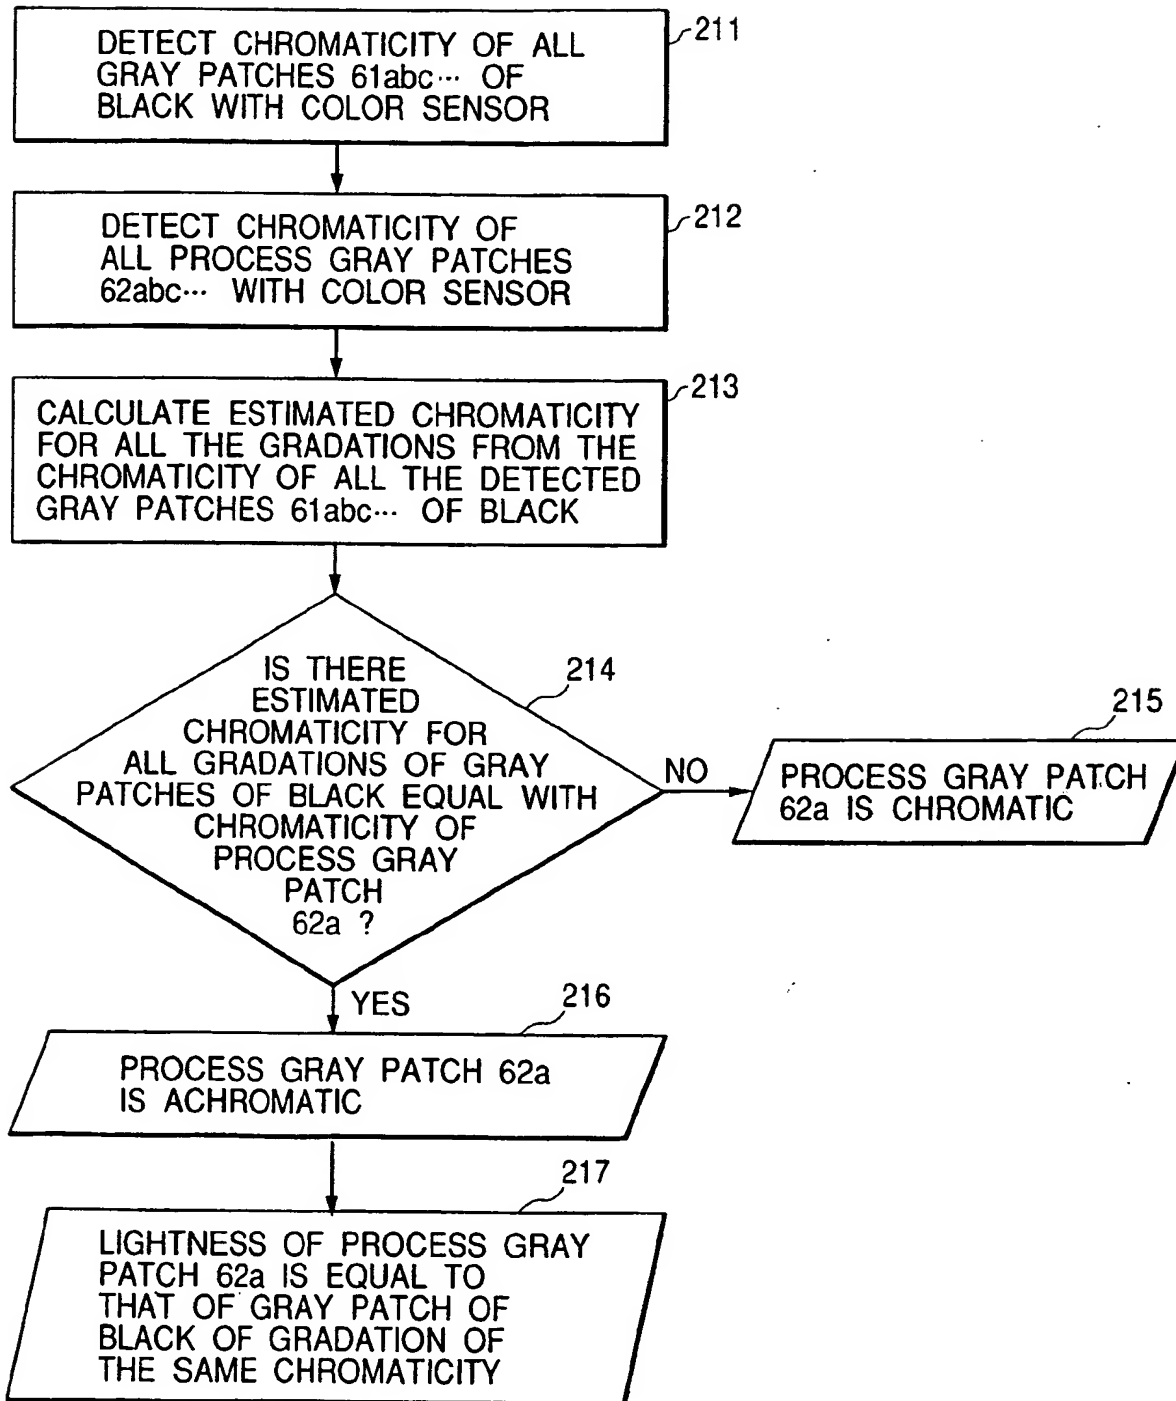 211
DETECT CHROMATICITY OF ALL
GRAY PATCHES 61abc··· OF
BLACK WITH COLOR SENSOR
212
DETECT CHROMATICITY OF
ALL PROCESS GRAY PATCHES
62abc··· WITH COLOR SENSOR
213
CALCULATE ESTIMATED CHROMATICITY
FOR ALL THE GRADATIONS FROM THE
CHROMATICITY OF ALL THE DETECTED
GRAY PATCHES 61abc··· OF BLACK
214
IS THERE
ESTIMATED
CHROMATICITY FOR
ALL GRADATIONS OF GRAY
PATCHES OF BLACK EQUAL WITH
CHROMATICITY OF
PROCESS GRAY
PATCH
62a ?
NO
215
PROCESS GRAY PATCH
62a IS CHROMATIC
YES
216
PROCESS GRAY PATCH 62a
IS ACHROMATIC
217
LIGHTNESS OF PROCESS GRAY
PATCH 62a IS EQUAL TO
THAT OF GRAY PATCH OF
BLACK OF GRADATION OF
THE SAME CHROMATICITY